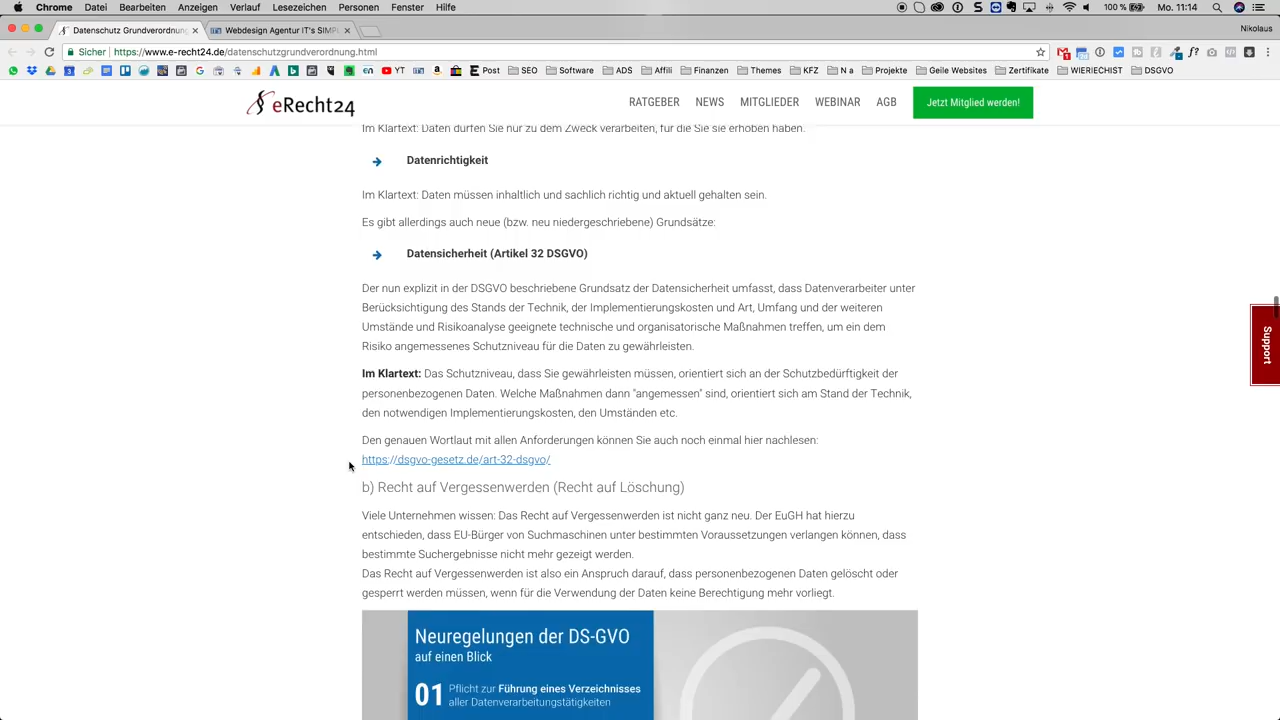 Chrome Ablage Bearbeiten Darstellung Verlauf Lesezeichen Personen Fenster Hilfe 100 % Mo. 11:14
Datenschutz Grundverordnung
Webdesign Agentur IT's SIMPL
Nikolaus
Sicher https://www.e-recht24.de/datenschutzgrundverordnung.html
YT Post SEO Software ADS Affili Finanzen Themes KFZ N a Projekte Geile Websites Zertifikate WIERIECHIST DSGVO
eRecht24 RATGEBER NEWS MITGLIEDER WEBINAR AGB Jetzt Mitglied werden!
Im Klartext: Daten dürfen Sie nur zu dem Zweck verarbeiten, für die Sie sie erhoben haben.
Datenrichtigkeit
Im Klartext: Daten müssen inhaltlich und sachlich richtig und aktuell gehalten sein.
Es gibt allerdings auch neue (bzw. neu niedergeschriebene) Grundsätze:
Datensicherheit (Artikel 32 DSGVO)
Der nun explizit in der DSGVO beschriebene Grundsatz der Datensicherheit umfasst, dass Datenverarbeiter unter
Berücksichtigung des Stands der Technik, der Implementierungskosten und Art, Umfang und der weiteren
Umstände und Risikoanalyse geeignete technische und organisatorische Maßnahmen treffen, um ein dem
Risiko angemessenes Schutzniveau für die Daten zu gewährleisten.
Im Klartext: Das Schutzniveau, dass Sie gewährleisten müssen, orientiert sich an der Schutzbedürftigkeit der
personenbezogenen Daten. Welche Maßnahmen dann "angemessen" sind, orientiert sich am Stand der Technik,
den notwendigen Implementierungskosten, den Umständen etc.
Den genauen Wortlaut mit allen Anforderungen können Sie auch noch einmal hier nachlesen:
https://dsgvo-gesetz.de/art-32-dsgvo/
b) Recht auf Vergessenwerden (Recht auf Löschung)
Viele Unternehmen wissen: Das Recht auf Vergessenwerden ist nicht ganz neu. Der EuGH hat hierzu
entschieden, dass EU-Bürger von Suchmaschinen unter bestimmten Voraussetzungen verlangen können, dass
bestimmte Suchergebnisse nicht mehr gezeigt werden.
Das Recht auf Vergessenwerden ist also ein Anspruch darauf, dass personenbezogenen Daten gelöscht oder
gesperrt werden müssen, wenn für die Verwendung der Daten keine Berechtigung mehr vorliegt.
Neuregelungen der DS-GVO
auf einen Blick
01 Pflicht zur Führung eines Verzeichnisses
aller Datenverarbeitungstätigkeiten
Support